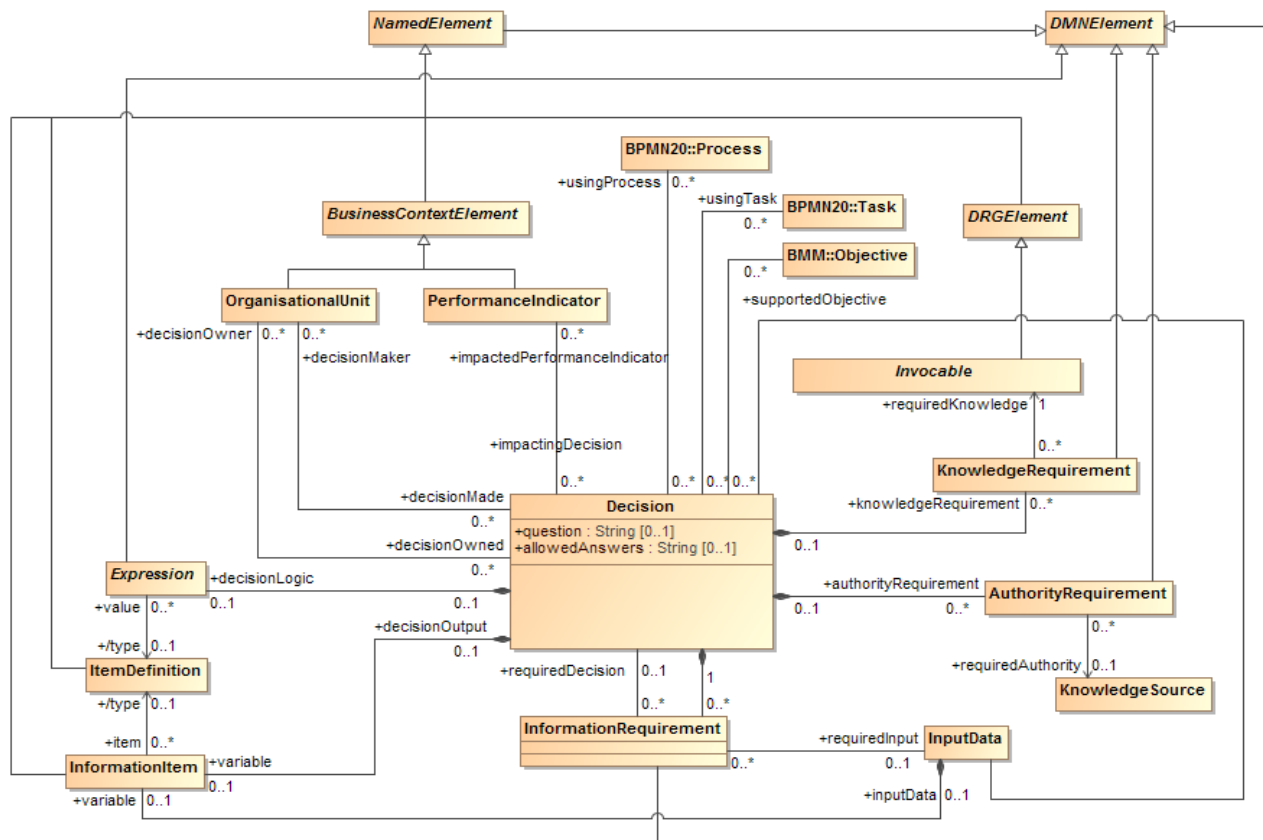 NamedElement
DMNElement
BPMN20::Process
+usingProcess
0..*
+usingTask
BPMN20::Task
0..*
BusinessContextElement
DRGElement
BMM::Objective
0..*
+supportedObjective
OrganisationalUnit
PerformanceIndicator
+decisionOwner
0..*
0..*
0..*
+decisionMaker
+impactedPerformanceIndicator
Invocable
+requiredKnowledge
1
+impactingDecision
0..*
KnowledgeRequirement
0..*
0..*
0..*
0..*
+decisionMade
0..*
Decision
+question : String [0..1]
+allowedAnswers : String [0..1]
+knowledgeRequirement
0..*
0..1
+decisionOwned
0..*
Expression
+decisionLogic
0..1
0..1
+authorityRequirement
0..1
0..*
AuthorityRequirement
+value
0..*
+decisionOutput
0..1
0..*
+/type
0..1
ItemDefinition
+requiredDecision
0..1
1
+requiredAuthority
0..1
KnowledgeSource
+/type
0..1
0..*
0..*
InformationRequirement
+item
0..*
+requiredInput
InputData
InformationItem
+variable
0..1
0..*
0..1
+variable
0..1
+inputData
0..1